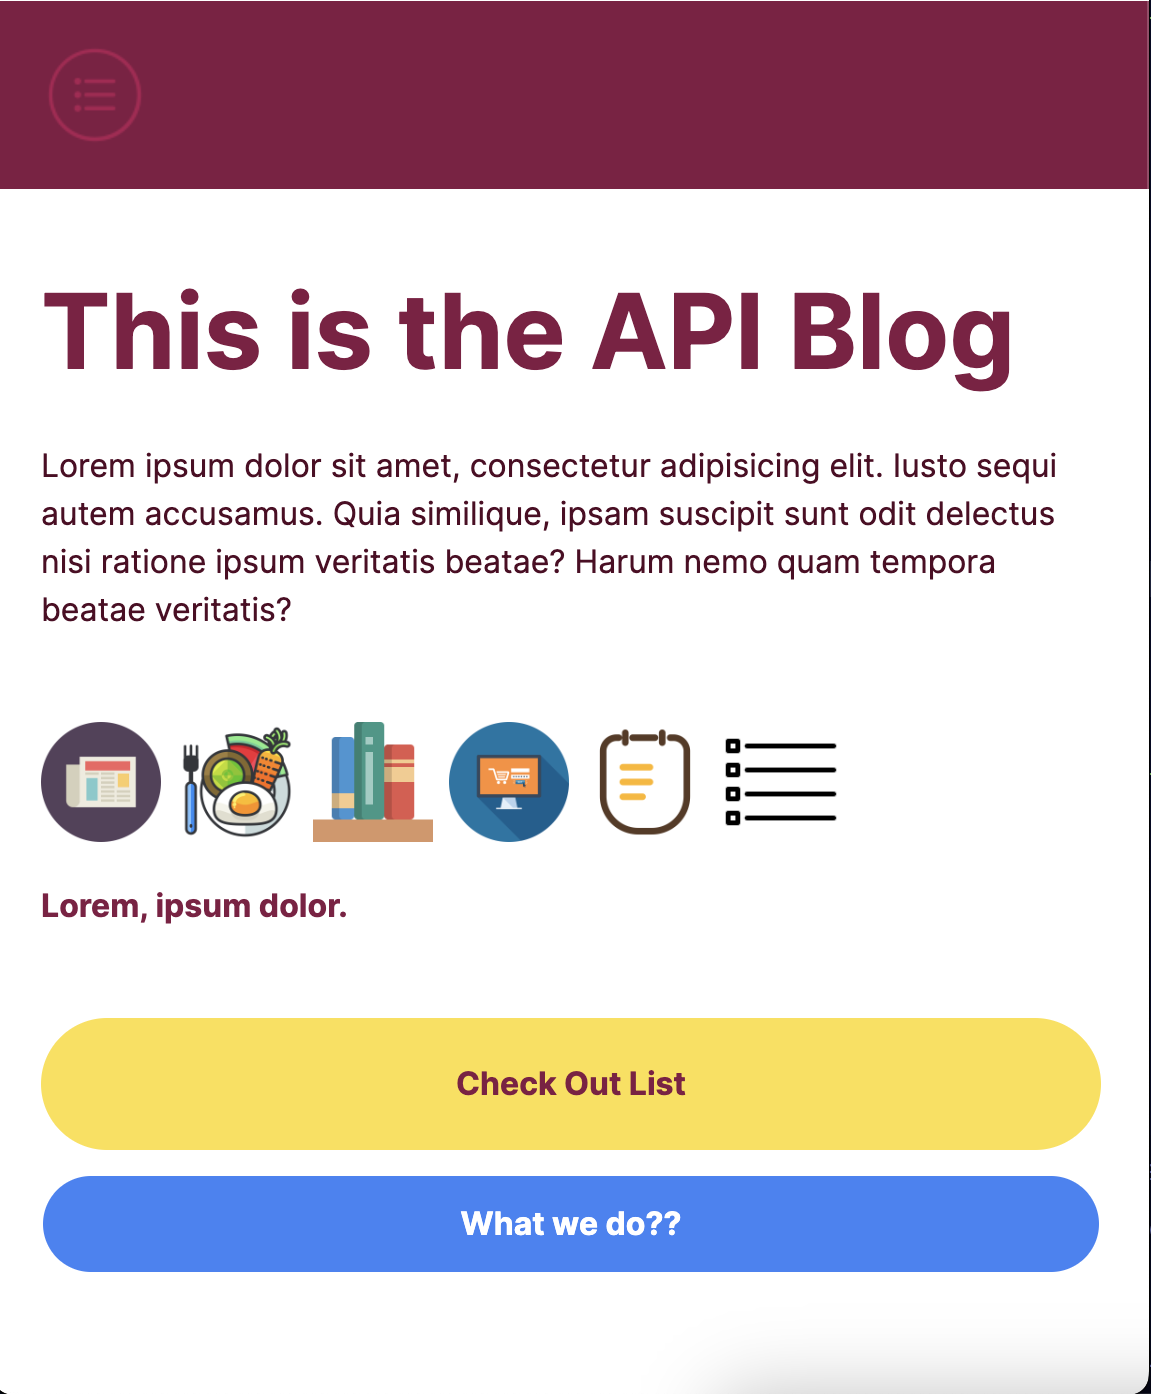 This is the API Blog
Lorem ipsum dolor sit amet, consectetur adipisicing elit. Iusto sequi
autem accusamus. Quia similique, ipsam suscipit sunt odit delectus
nisi ratione ipsum veritatis beatae? Harum nemo quam tempora
beatae veritatis?
Lorem, ipsum dolor.
Check Out List
What we do??